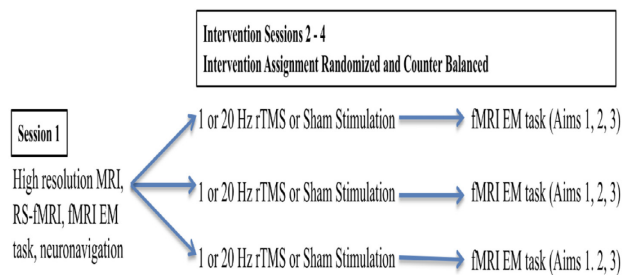 Intervention Sessions 2 - 4
Intervention Assignment Randomized and Counter Balanced
Session 1
High resolution MRI,
RS-fMRI, fMRI EM
task, neuronavigation
1 or 20 Hz rTMS or Sham Stimulation
fMRI EM task (Aims 1, 2, 3)
1 or 20 Hz rTMS or Sham Stimulation
fMRI EM task (Aims 1, 2, 3)
1 or 20 Hz rTMS or Sham Stimulation
fMRI EM task (Aims 1, 2, 3)